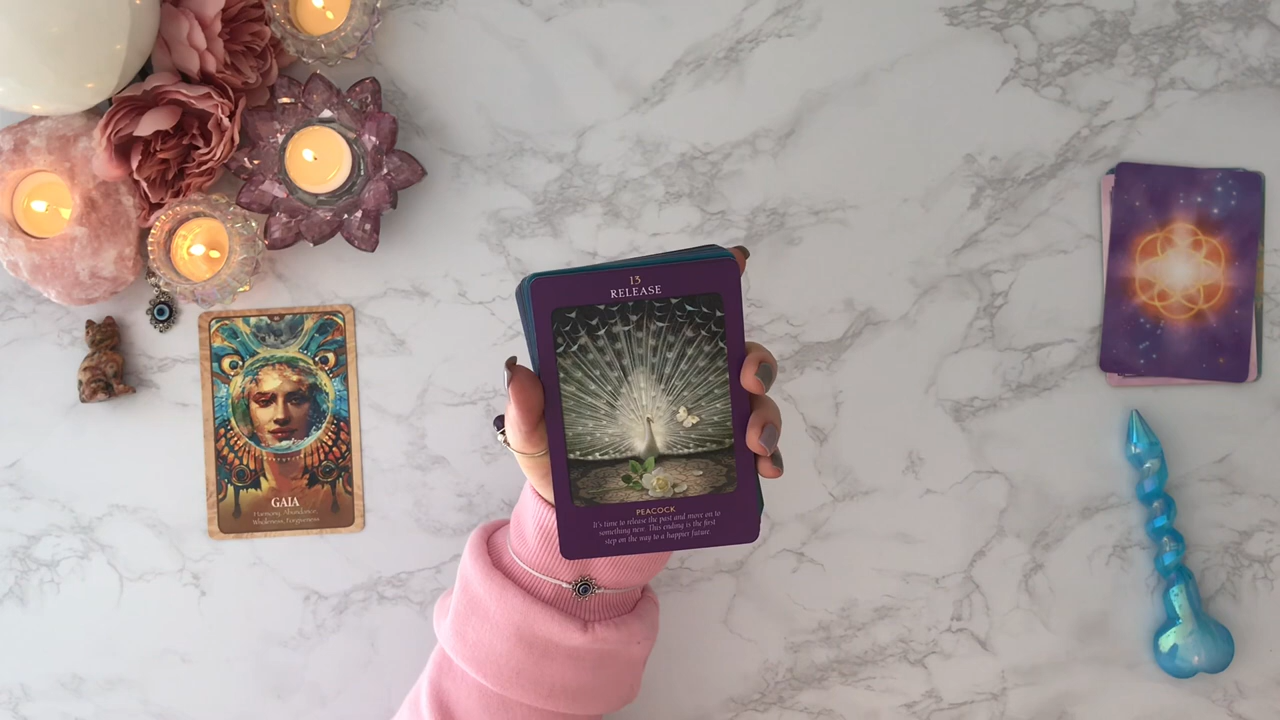 13
RELEASE
PEACOCK
It's time to release the past and move on to
something new. This ending is the first
step on the way to a happier future.
GAIA
Harmony, Abundance,
Wholeness, Forgiveness